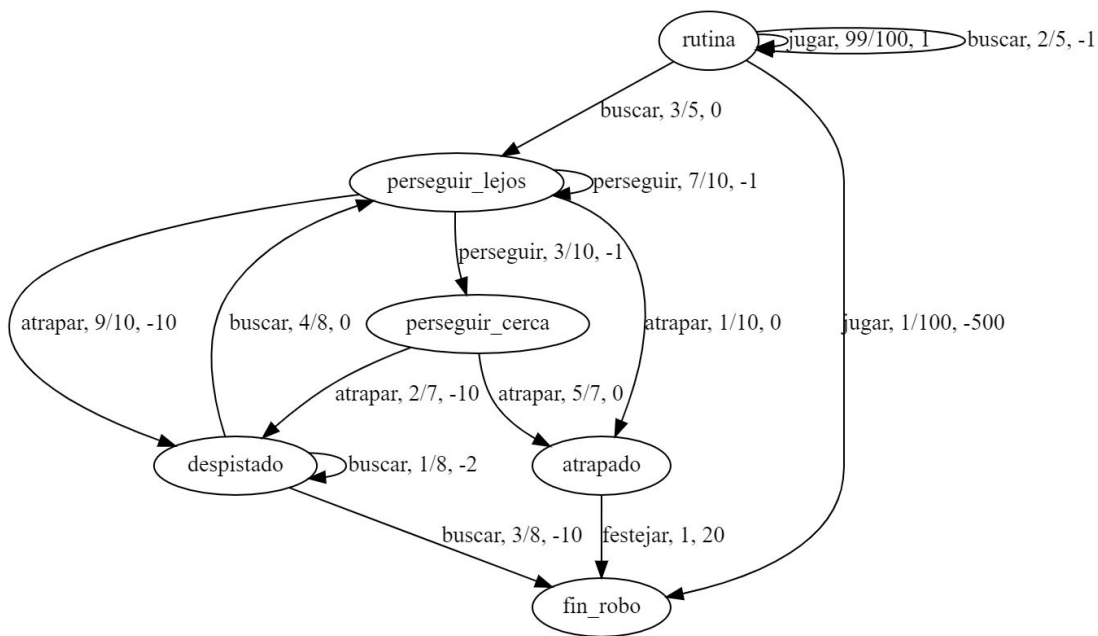 rutina
jugar, 99/100, 1
buscar, 2/5, -1
buscar, 3/5, 0
perseguir_lejos
perseguir, 7/10, -1
perseguir, 3/10, -1
atrapar, 9/10, -10
buscar, 4/8, 0
perseguir_cerca
atrapar, 1/10, 0
jugar, 1/100, -500
atrapar, 2/7, -10
atrapar, 5/7, 0
despistado
buscar, 1/8, -2
atrapado
buscar, 3/8, -10
festejar, 1, 20
fin_robo